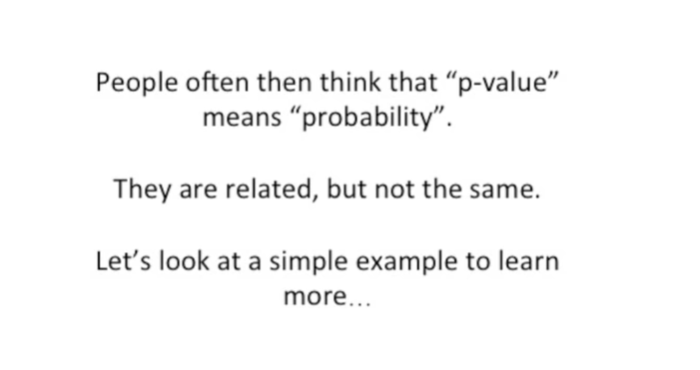 People often then think that “p-value”
means “probability”.
They are related, but not the same.
Let’s look at a simple example to learn
more…